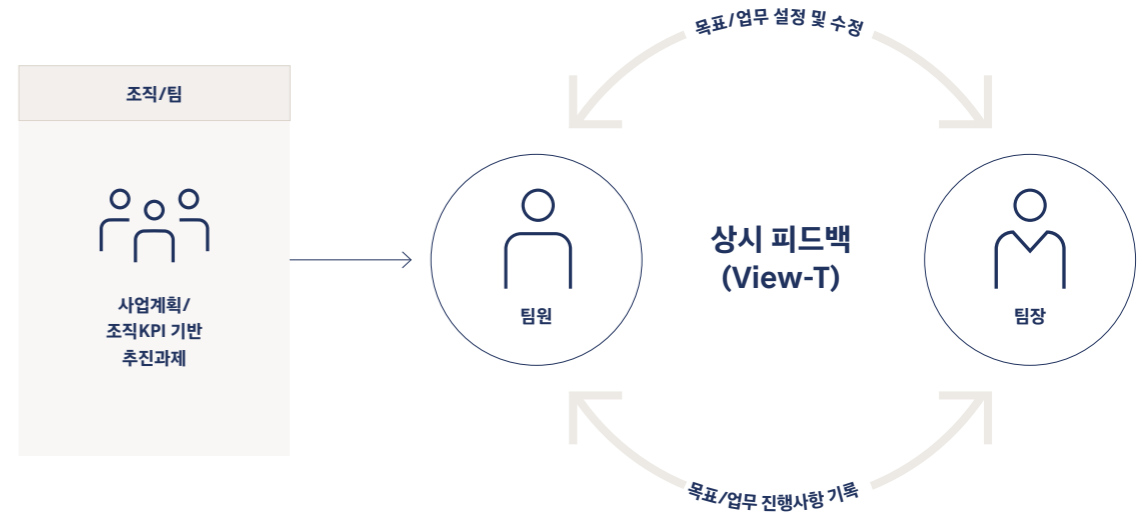 조직/팀
사업계획/
조직KPI 기반
추진과제
목표/업무 설정 및 수정
팀원
상시 피드백
(View-T)
팀장
목표/업무 진행사항 기록